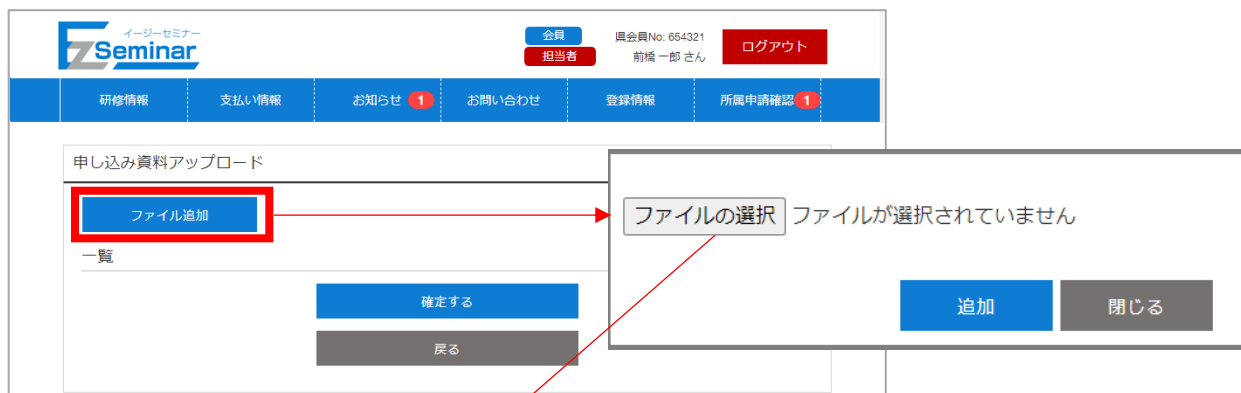 イージーセミナー
EzSeminar
会員
担当者
県会員No: 654321
前橋 一郎 さん
ログアウト
研修情報
支払い情報
お知らせ 1
お問い合わせ
登録情報
所属申請確認 1
申し込み資料アップロード
ファイル追加
一覧
確定する
戻る
ファイルの選択 ファイルが選択されていません
追加
閉じる